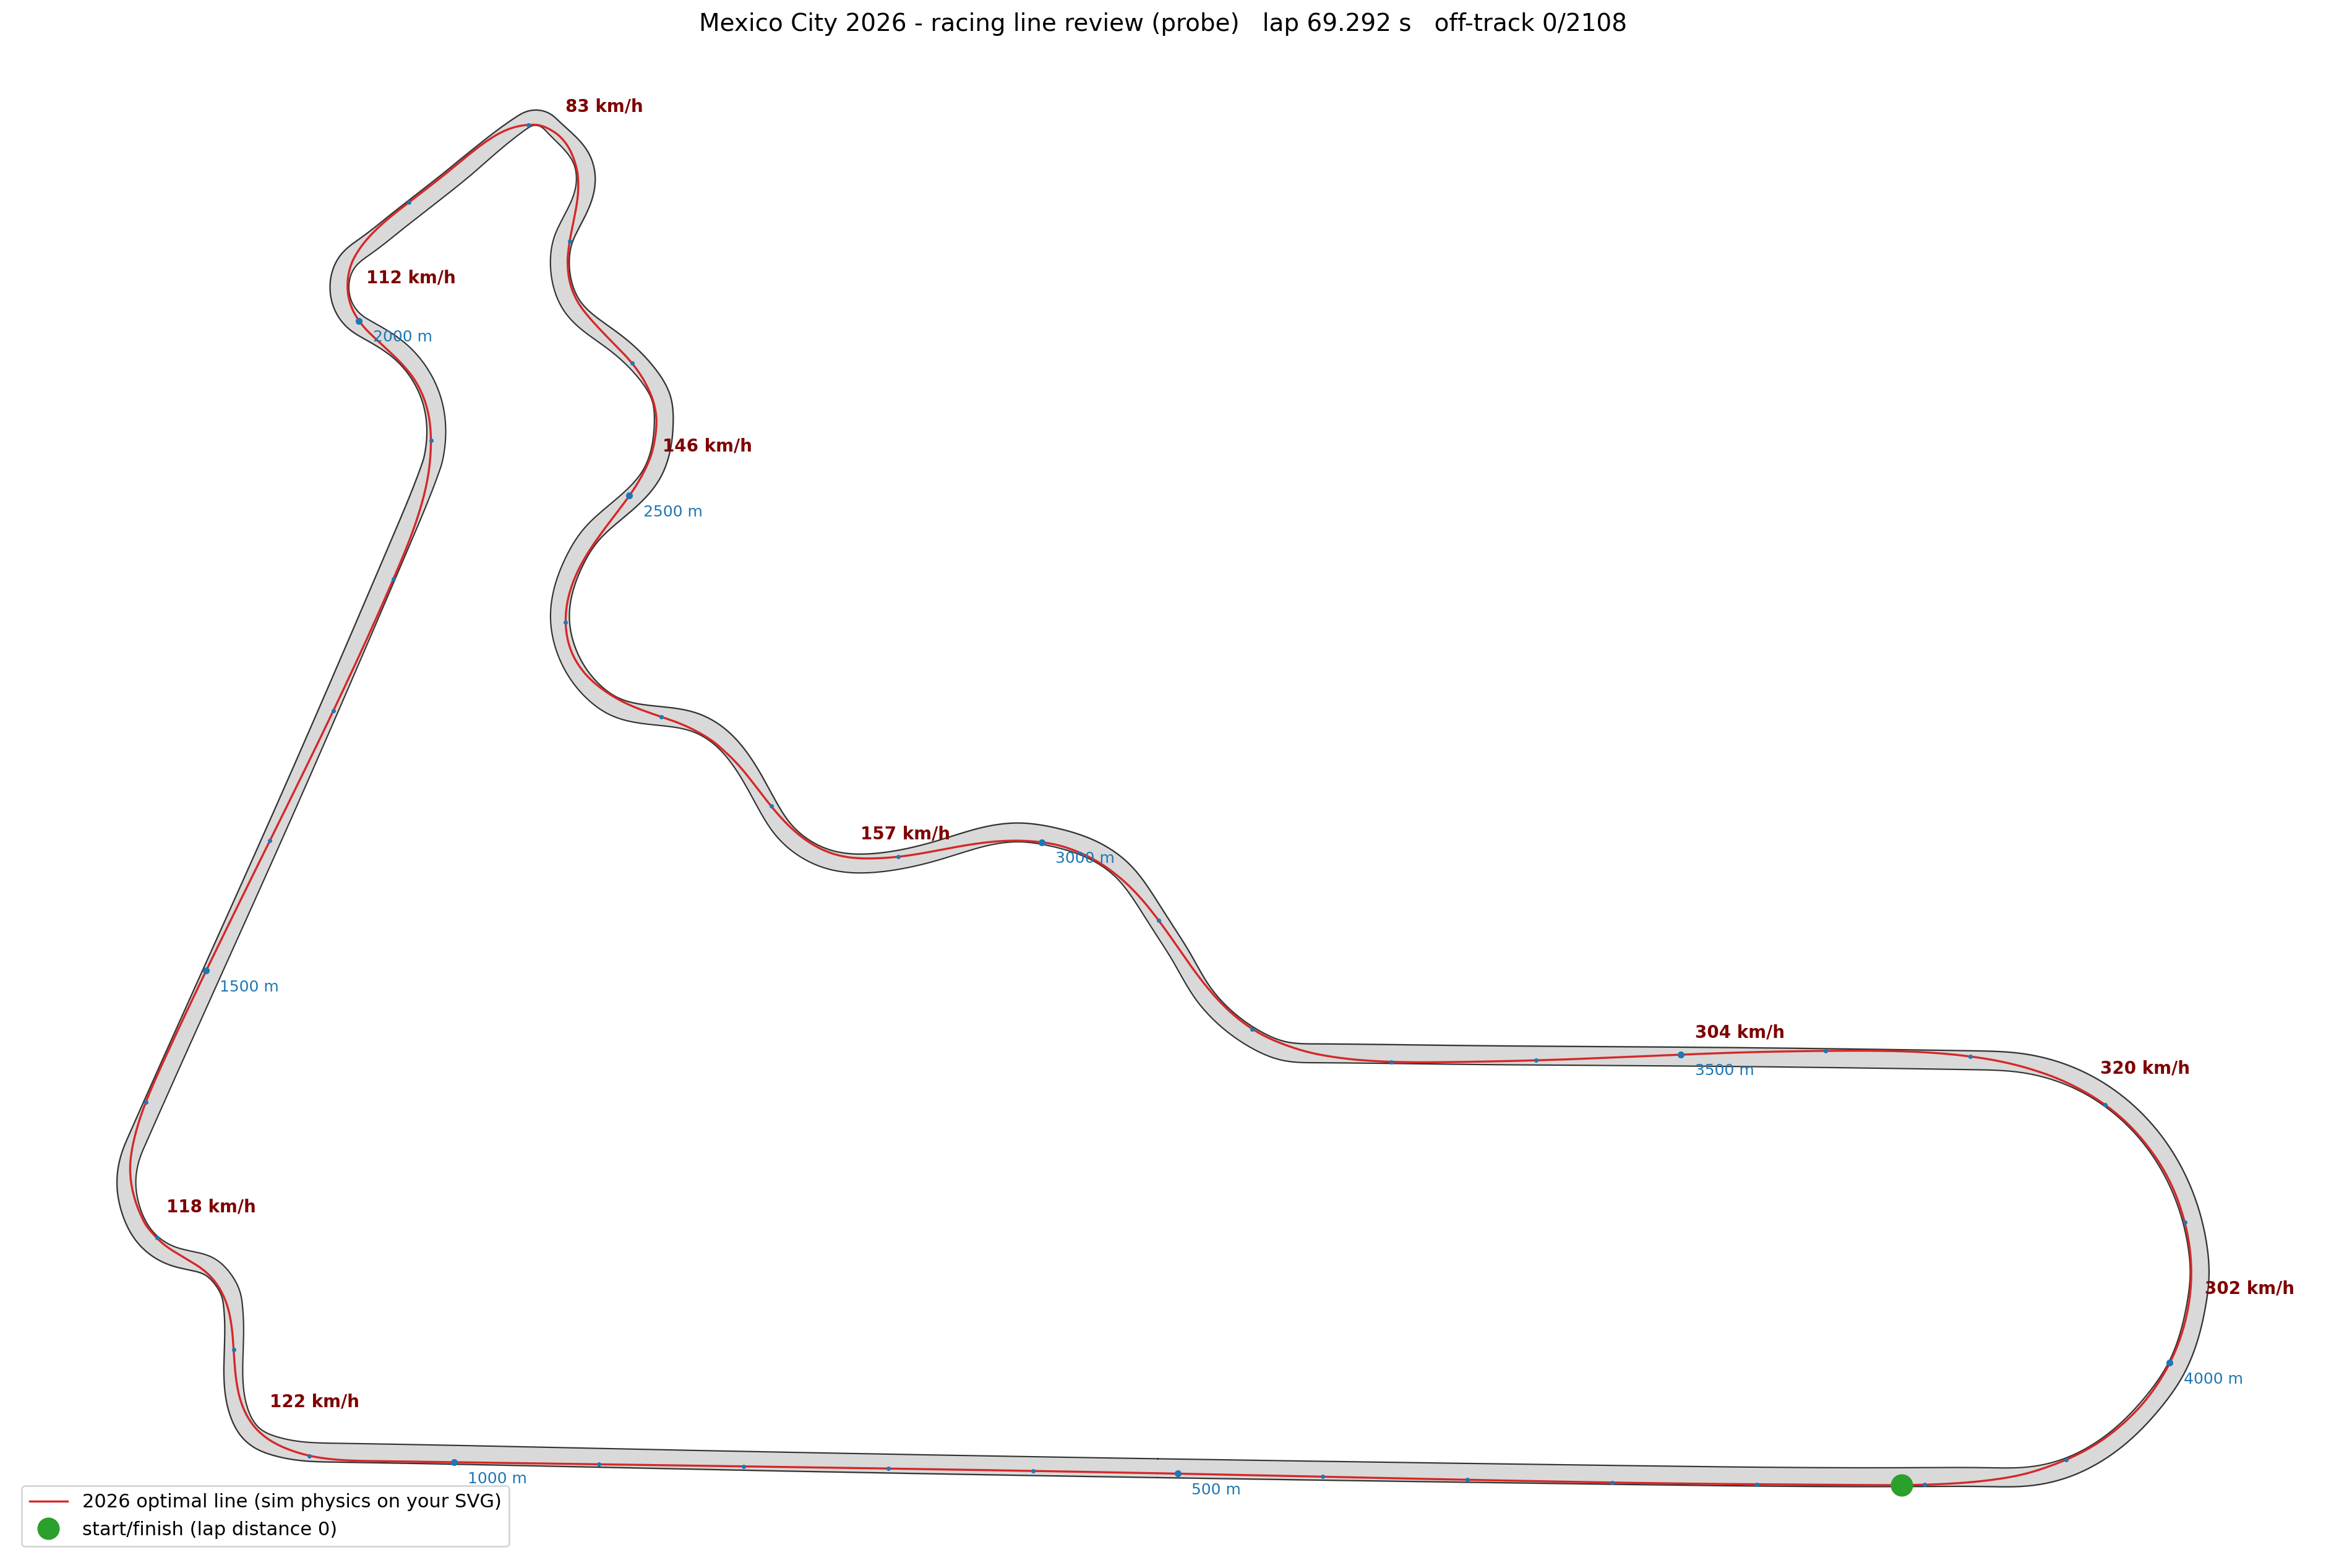 Mexico City 2026 - racing line review (probe)   lap 69.292 s   off-track 0/2108
83 km/h
112 km/h
2000 m
146 km/h
2500 m
157 km/h
3000 m
1500 m
304 km/h
3500 m
320 km/h
118 km/h
302 km/h
4000 m
122 km/h
1000 m
500 m
2026 optimal line (sim physics on your SVG)
start/finish (lap distance 0)